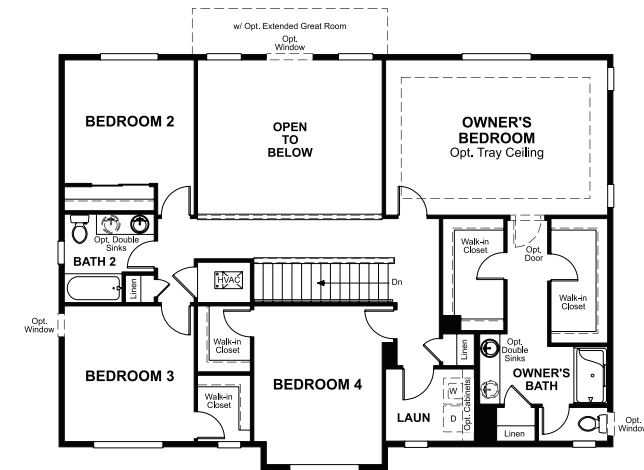 w/ Opt. Extended Great Room
Opt.
Window
BEDROOM 2
OPEN
TO
BELOW
OWNER'S
BEDROOM
Opt. Tray Ceiling
Opt. Double
Sinks
BATH 2
Linen
HVAC
Dn
Walk-in
Closet
Opt.
Door
Walk-in
Closet
Opt.
Window
BEDROOM 3
Walk-in
Closet
Walk-in
Closet
BEDROOM 4
Linen
LAUN
W
D
Opt. Cabinets
Opt.
Double
Sinks
OWNER'S
BATH
Linen
Opt.
Window